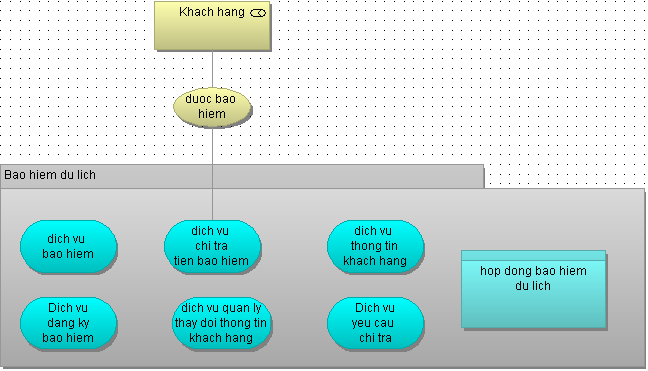 Khach hang
duoc bao
hiem
Bao hiem du lich
dich vu
bao hiem
dich vu
chi tra
tien bao hiem
dich vu
thong tin
khach hang
hop dong bao hiem
du lich
Dich vu
dang ky
bao hiem
dich vu quan ly
thay doi thong tin
khach hang
Dich vu
yeu cau
chi tra